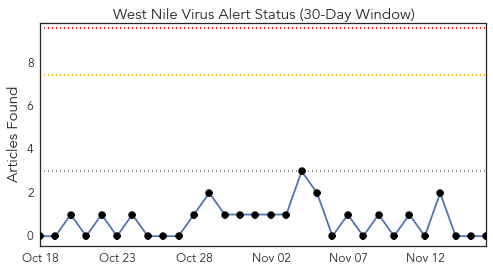 West Nile Virus Alert Status (30-Day Window)
Articles Found
8
6
4
2
0
Oct 18 Oct 23 Oct 28 Nov 02 Nov 07 Nov 12